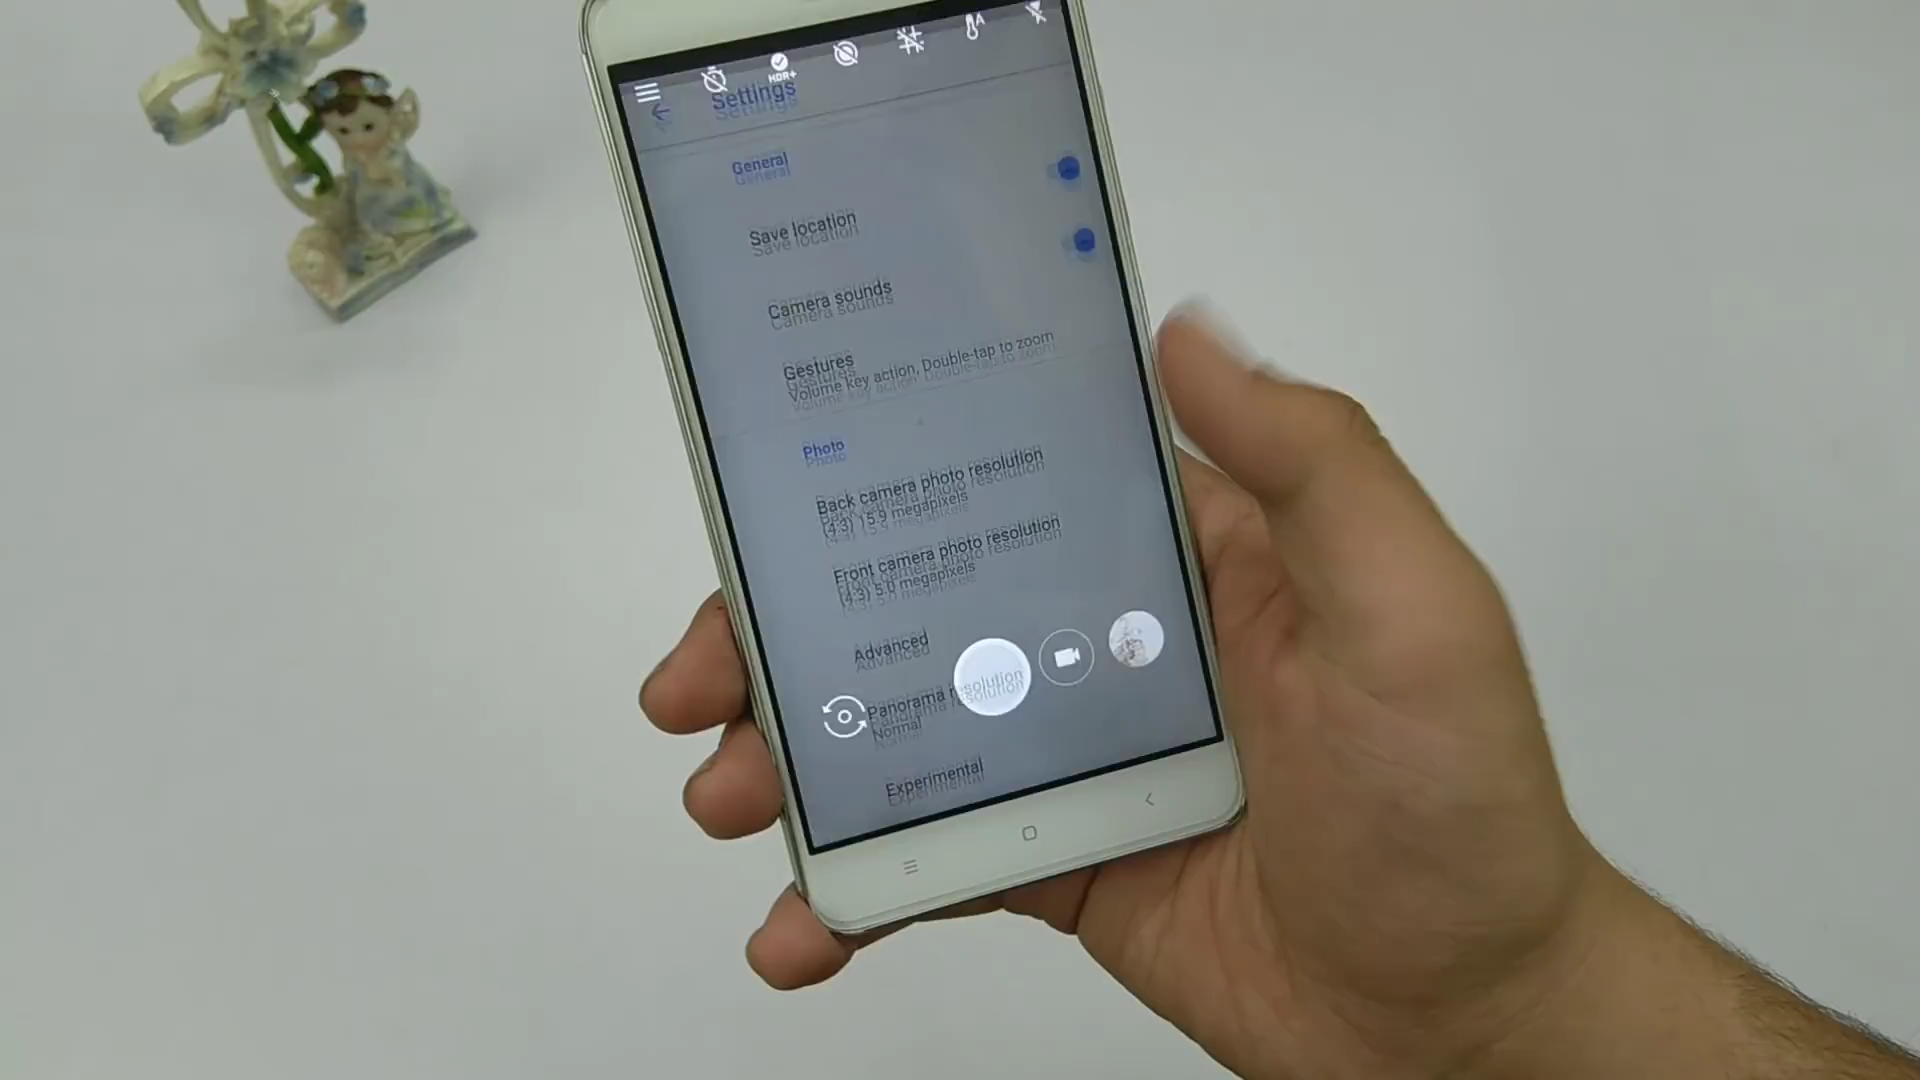 HDR+
A
Settings
General
Save location
Camera sounds
Gestures
Volume key action, Double-tap to zoom
Photo
Back camera photo resolution
(4:3) 15.9 megapixels
Front camera photo resolution
(4:3) 5.0 megapixels
Advanced
Panorama resolution
Normal
Experimental